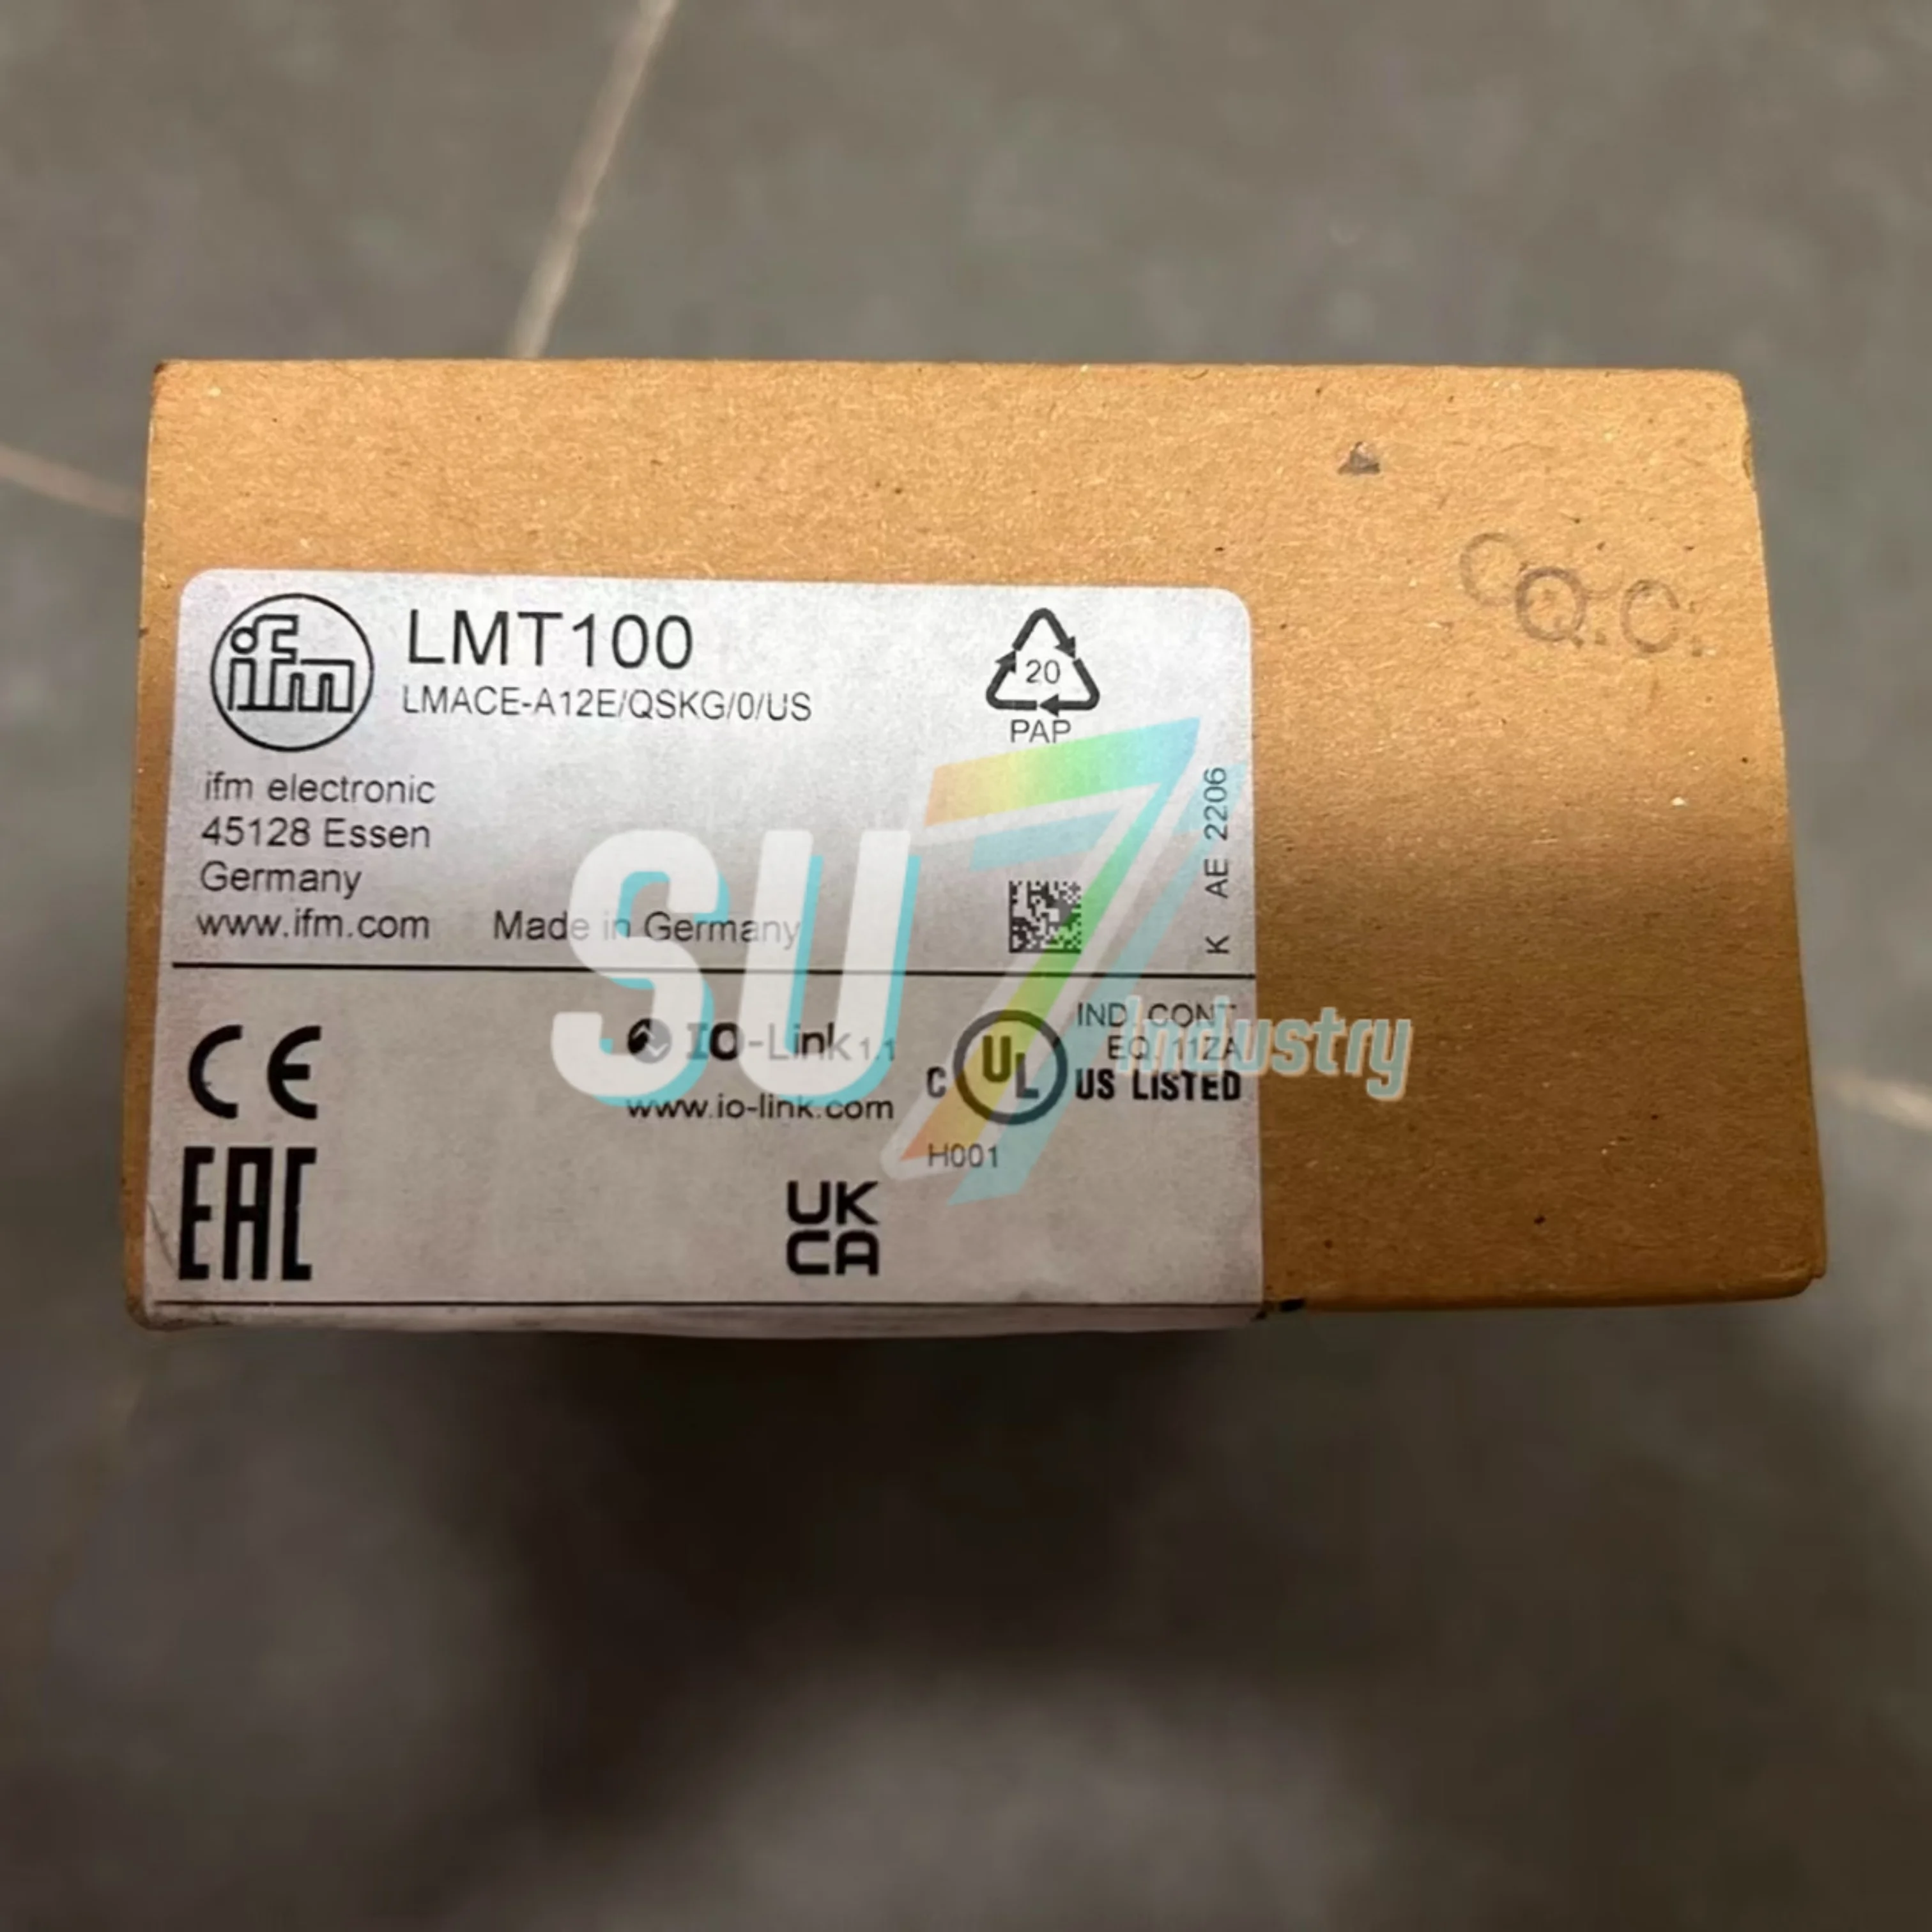 ifm
LMT100
LMACE-A12E/QSKG/0/US
20
PAP
ifm electronic
45128 Essen
Germany
www.ifm.com
Made in Germany
K AE 2206
CE
IO-Link 1.1
www.io-link.com
IND. CONT.
EQ. 11ZA
C UL US LISTED
H001
EAC
UK
CA
Q.C.
SU7
Industry